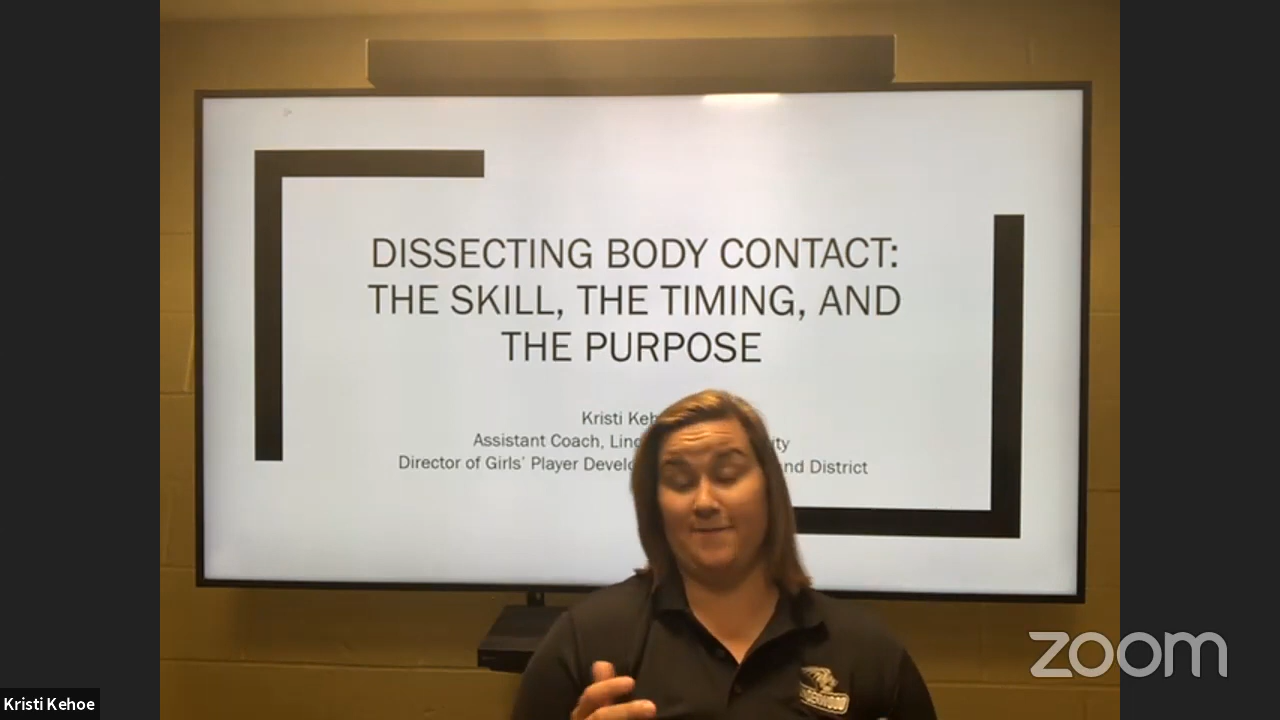 DISSECTING BODY CONTACT:
THE SKILL, THE TIMING, AND
THE PURPOSE
Kristi
Assistant Coach,
Director of Girls' Player District
zoom
Kristi Kehoe